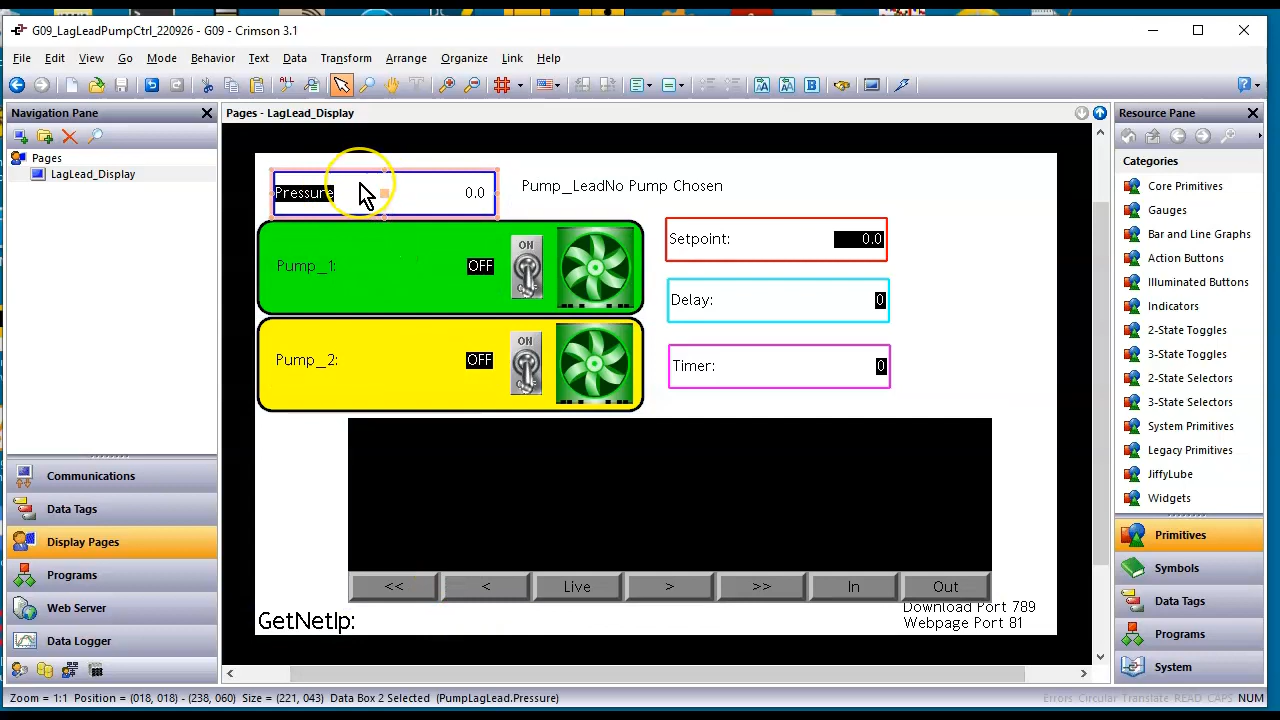 G09_LagLeadPumpCtrl_220926 - G09 - Crimson 3.1
File Edit View Go Mode Behavior Text Data Transform Arrange Organize Link Help
Navigation Pane
Pages - LagLead_Display
Resource Pane
Pages
LagLead_Display
Communications
Data Tags
Display Pages
Programs
Web Server
Data Logger
Pressure 0.0
Pump_LeadNo Pump Chosen
Pump_1: OFF ON
Setpoint: 0.0
Delay: 0
Pump_2: OFF ON
Timer: 0
<< < Live > >> In Out
GetNetIp:
Download Port 789
Webpage Port 81
Categories
Core Primitives
Gauges
Bar and Line Graphs
Action Buttons
Illuminated Buttons
Indicators
2-State Toggles
3-State Toggles
2-State Selectors
3-State Selectors
System Primitives
Legacy Primitives
JiffyLube
Widgets
Primitives
Symbols
Data Tags
Programs
System
Zoom = 1:1 Position = (018, 018) - (238, 060) Size = (221, 043) Data Box 2 Selected (PumpLagLead.Pressure)
Errors Circular Translate READ CAPS NUM